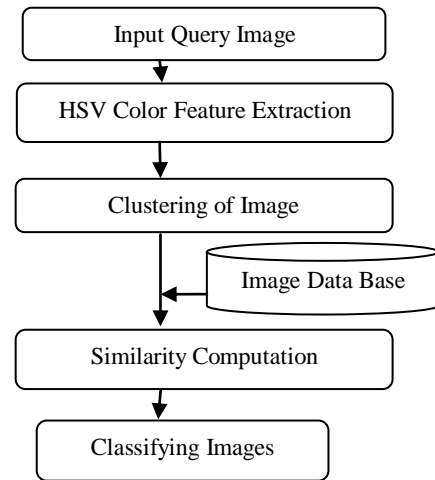 Input Query Image
HSV Color Feature Extraction
Clustering of Image
Image Data Base
Similarity Computation
Classifying Images